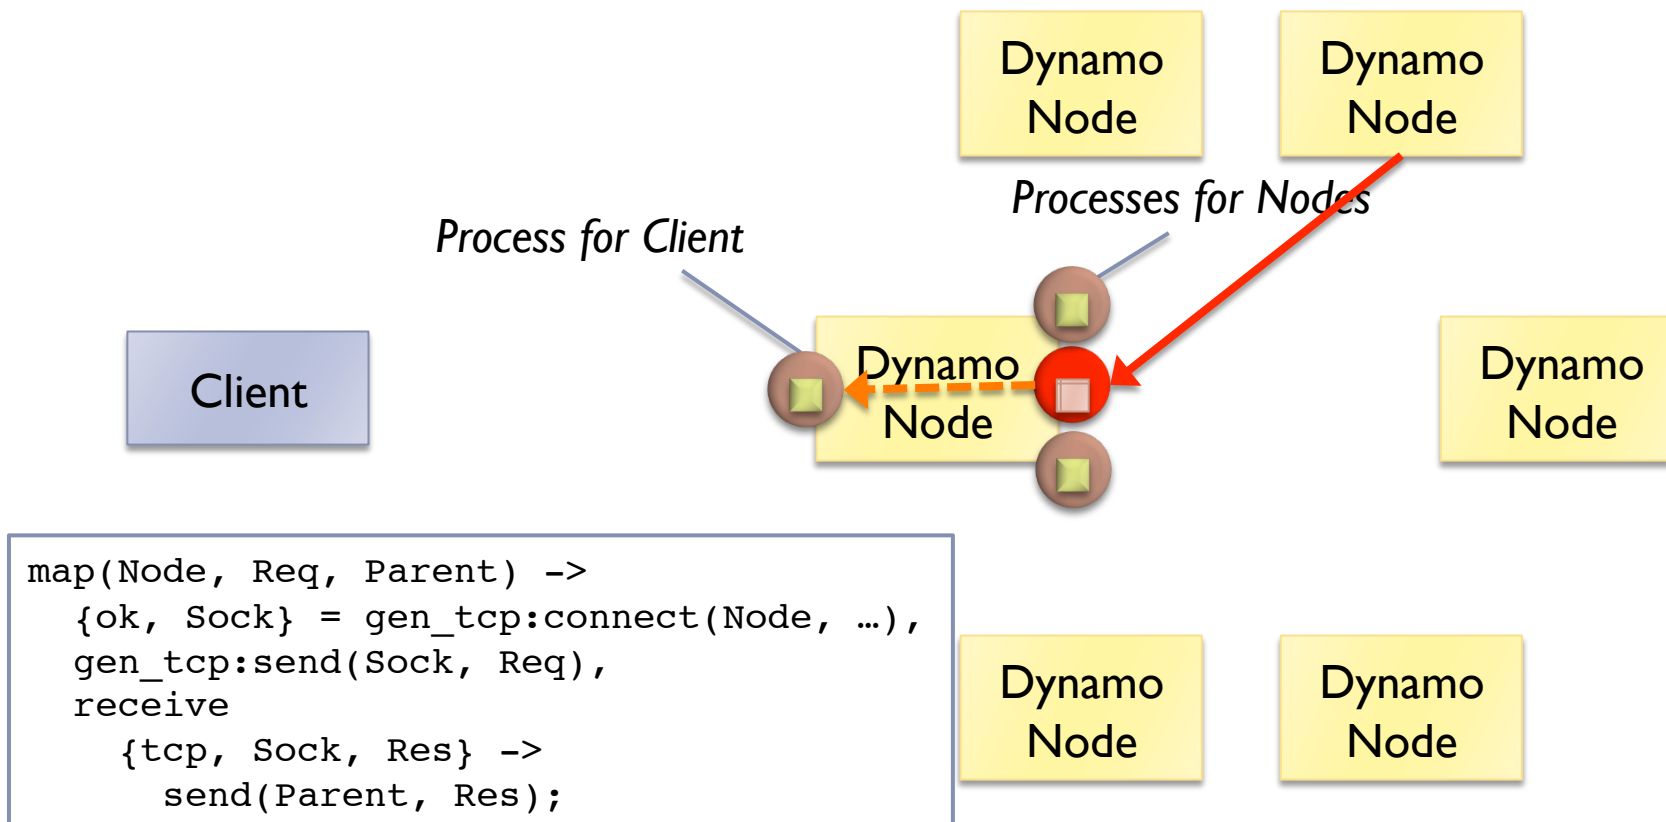 Dynamo
Node
Dynamo
Node
Processes for Nodes
Process for Client
Client
Dynamo
Node
Dynamo
Node
map(Node, Req, Parent) ->
  {ok, Sock} = gen_tcp:connect(Node, …),
  gen_tcp:send(Sock, Req),
  receive
    {tcp, Sock, Res} ->
      send(Parent, Res);
Dynamo
Node
Dynamo
Node